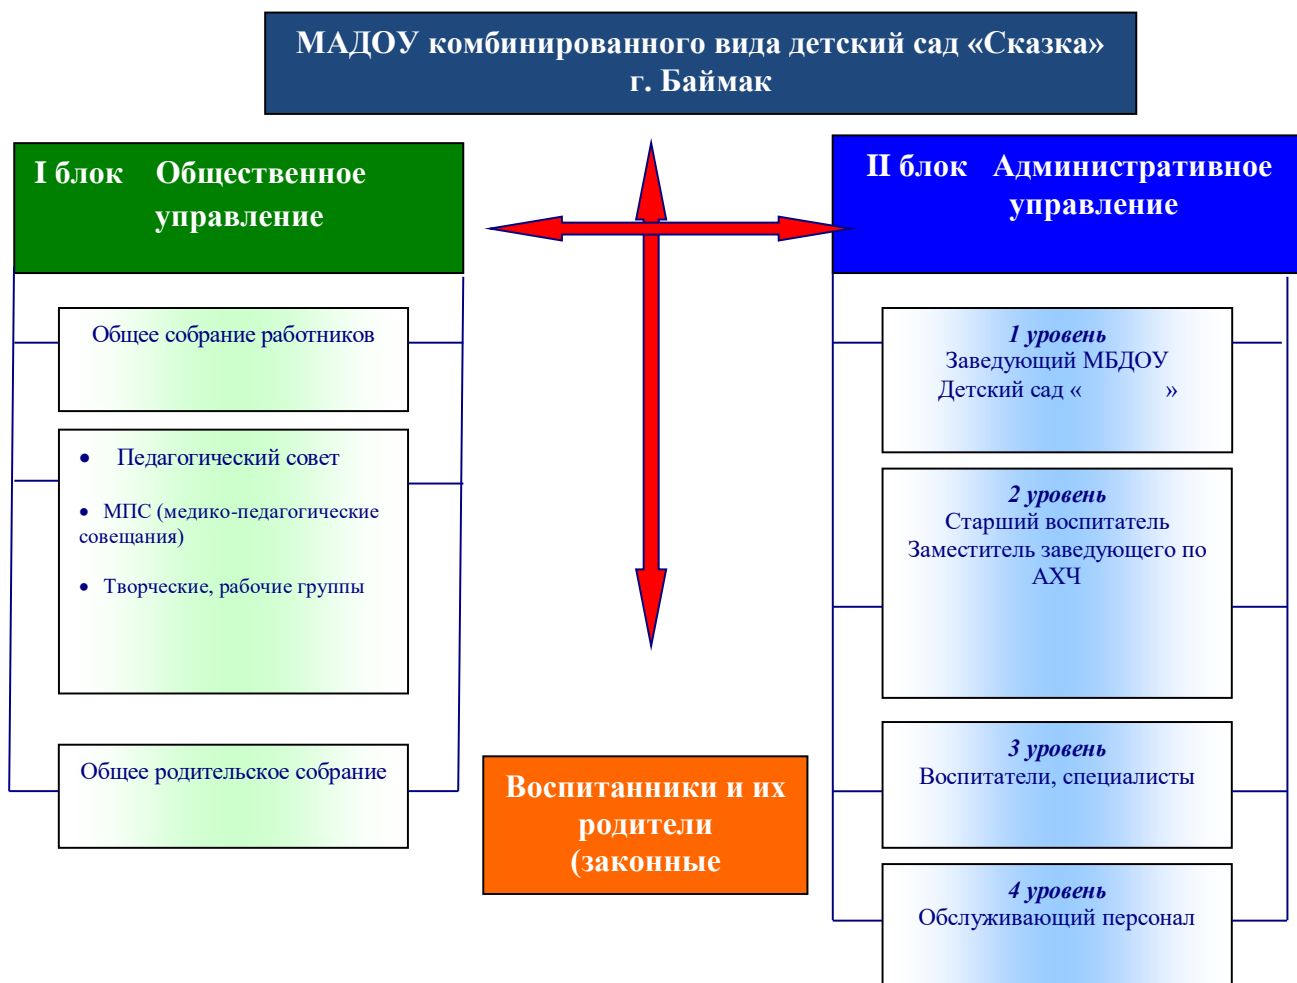 МАДОУ комбинированного вида детский сад «Сказка»
г. Баймак
I блок Общественное
управление
Общее собрание работников
• Педагогический совет
• МПС (медико-педагогические
совещания)
• Творческие, рабочие группы
Общее родительское собрание
Воспитанники и их
родители
(законные
II блок Административное
управление
1 уровень
Заведующий МБДОУ
Детский сад « »
2 уровень
Старший воспитатель
Заместитель заведующего по
АХЧ
3 уровень
Воспитатели, специалисты
4 уровень
Обслуживающий персонал